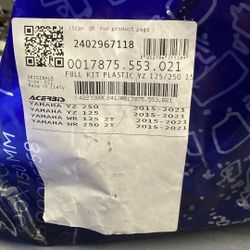 (Scan QR for product page)
2402967118
ORIGINALE
Made in Italy
0017875.553.021
FULL KIT PLASTIC YZ 125/250 15
ACERBIS
YAMAHA YZ 250 2015-2021
YAMAHA YZ 125 2015-2021
YAMAHA WR 125 2T 2015-2021
YAMAHA WR 250 2T 2015-2021